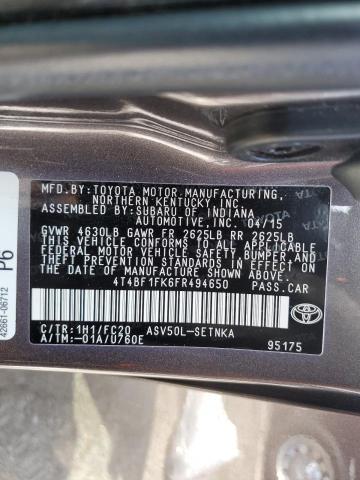 MFD. BY: TOYOTA MOTOR MANUFACTURING,
NORTHERN KENTUCKY, INC.
ASSEMBLED BY: SUBARU OF INDIANA
AUTOMOTIVE, INC. 04/15
GVWR 4630LB GAWR FR 2625LB RR 2625LB
THIS VEHICLE CONFORMS TO ALL APPLICABLE
FEDERAL MOTOR VEHICLE SAFETY, BUMPER, AND
THEFT PREVENTION STANDARDS IN EFFECT ON
THE DATE OF MANUFACTURE SHOWN ABOVE.
4T4BF1FK6FR494650 PASS.CAR
C/TR:1H1/FC20 ASV50L-SETNKA
A/TM:-01A/U760E 95175
TOYOTA
P6
42661-06712